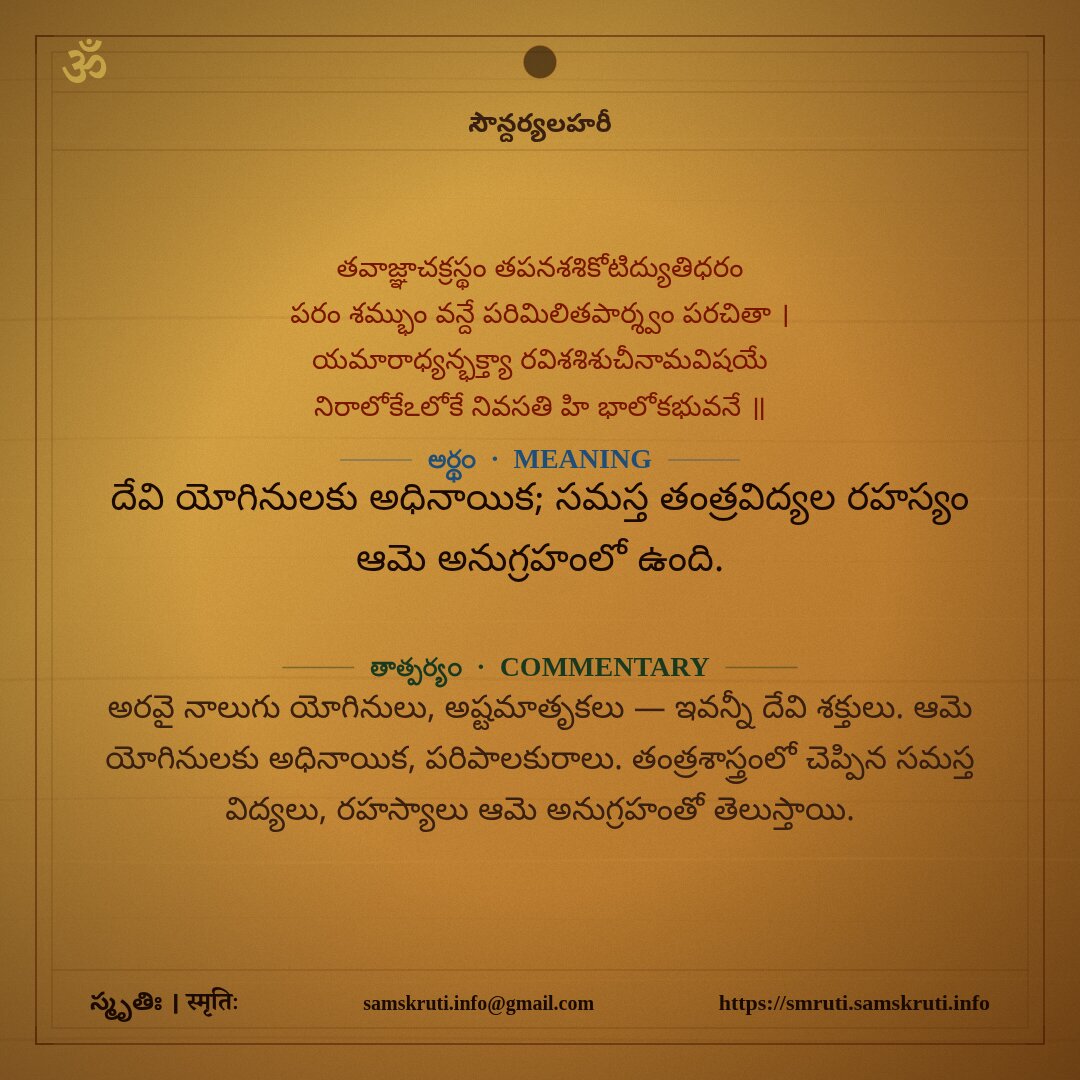 ॐ
సౌన్దర్యలహరీ
తవాజ్ఞాచక్రస్థం తపనశశికోటిద్యుతిధరం
పరం శమ్భుం వన్దే పరిమిలితపార్శ్వం పరచితా |
యమారాధ్యన్భక్త్యా రవిశశిశుచీనామవిషయే
నిరాలోకేఽలోకే నివసతి హి భాలోకభువనే ||
అర్థం · MEANING
దేవి యోగినులకు అధినాయిక; సమస్త తంత్రవిద్యల రహస్యం
ఆమె అనుగ్రహంలో ఉంది.
తాత్పర్యం · COMMENTARY
అరవై నాలుగు యోగినులు, అష్టమాతృకలు — ఇవన్నీ దేవి శక్తులు. ఆమె
యోగినులకు అధినాయిక, పరిపాలకురాలు. తంత్రశాస్త్రంలో చెప్పిన సమస్త
విద్యలు, రహస్యాలు ఆమె అనుగ్రహంతో తెలుస్తాయి.
స్మృతిః | स्मृतिः samskruti.info@gmail.com https://smruti.samskruti.info